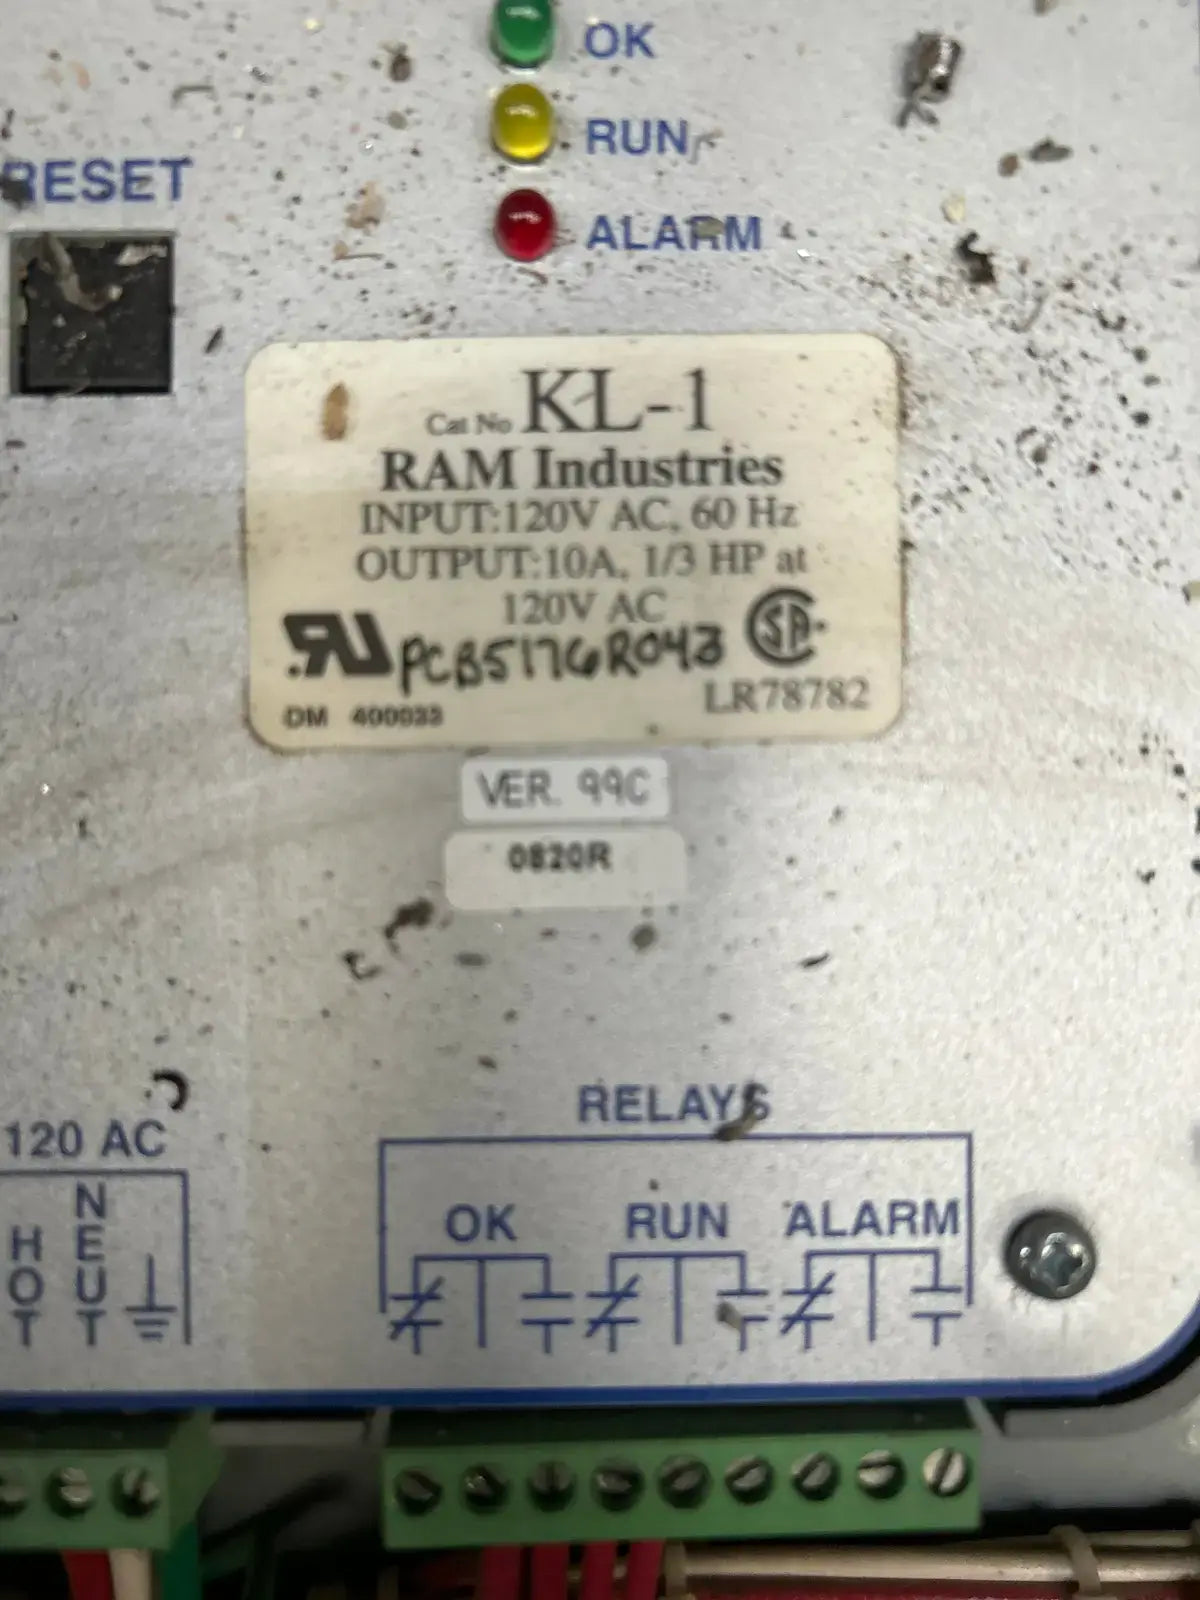 OK
RUN
RESET
ALARM
Cat No KL-1
RAM Industries
INPUT:120V AC, 60 Hz
OUTPUT:10A, 1/3 HP at
120V AC
PCB5176R043
LR78782
DM 400033
VER. 99C
0820R
RELAYS
120 AC
OK RUN ALARM
HOT
NEUT